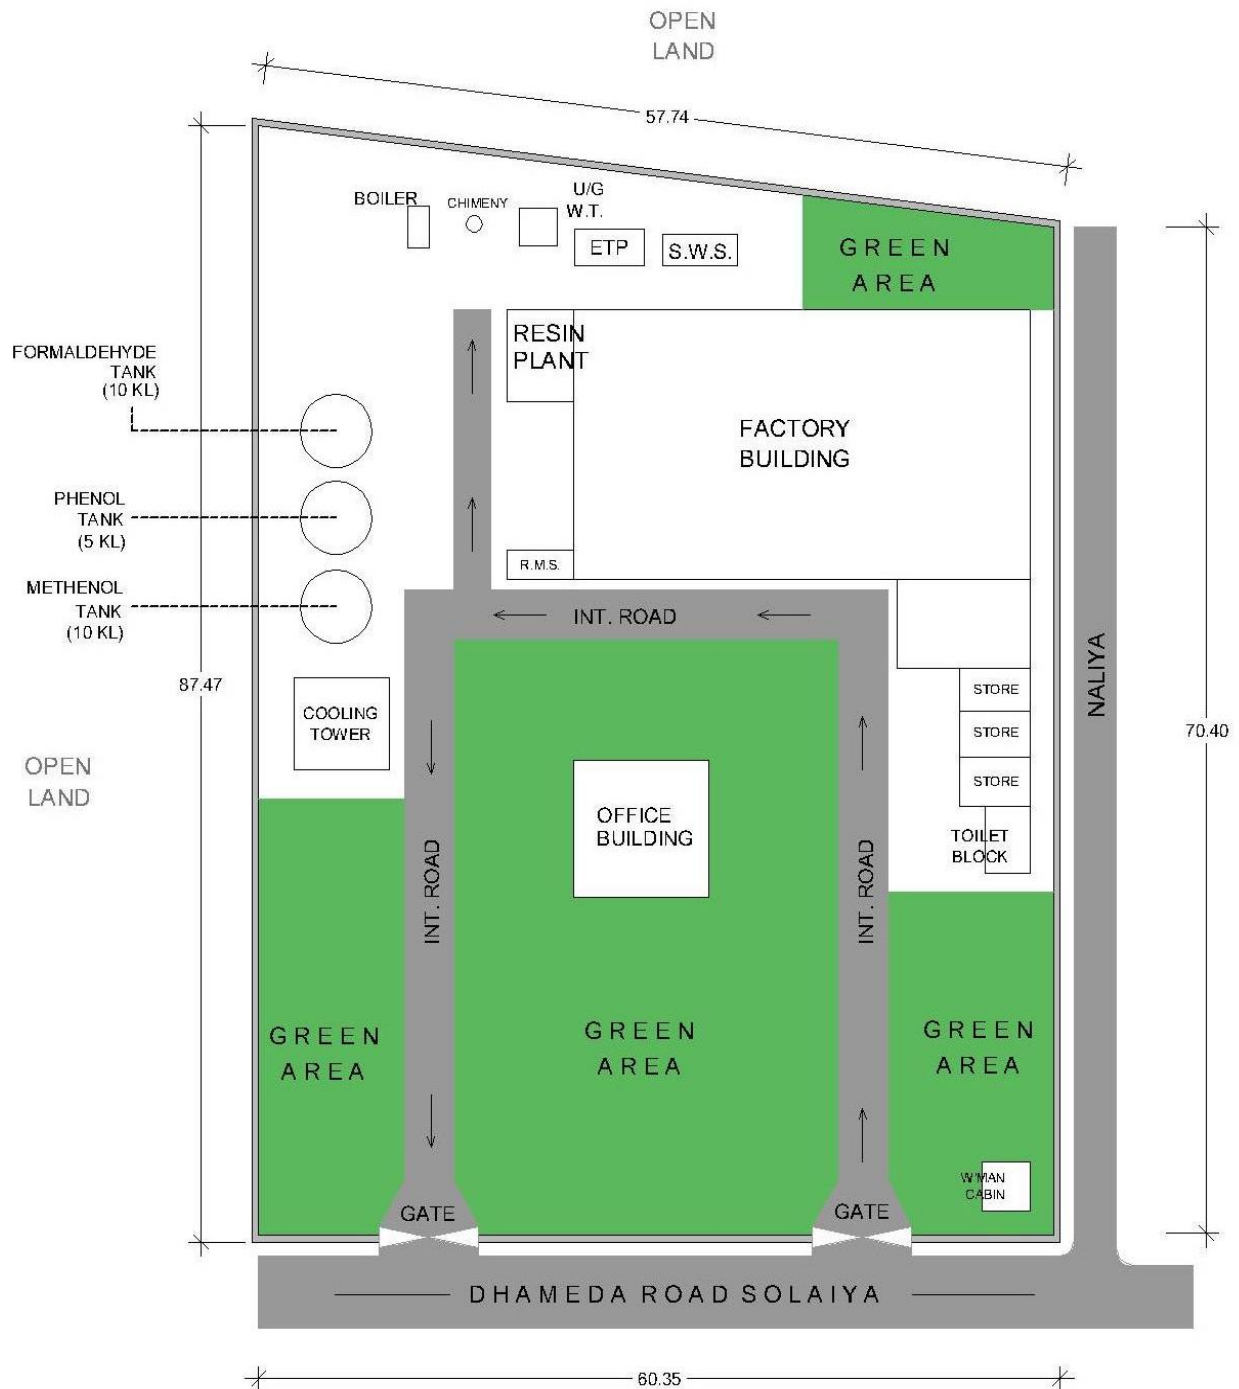 OPEN
LAND
57.74
BOILER
CHIMENY
U/G
W.T.
ETP
S.W.S.
GREEN
AREA
RESIN
PLANT
FORMALDEHYDE
TANK
(10 KL)
FACTORY
BUILDING
PHENOL
TANK
(5 KL)
R.M.S.
METHENOL
TANK
(10 KL)
INT. ROAD
NALIYA
87.47
STORE
COOLING
TOWER
STORE
70.40
OPEN
LAND
STORE
OFFICE
BUILDING
TOILET
BLOCK
INT. ROAD
INT. ROAD
GREEN
AREA
GREEN
AREA
GREEN
AREA
W'MAN
CABIN
GATE
GATE
DHAMEDA ROAD SOLAIYA
60.35